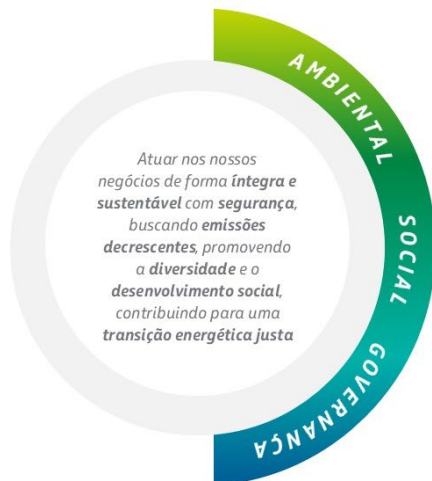 Atuar nos nossos
negócios de forma íntegra e
sustentável com segurança,
buscando emissões
decrescentes, promovendo
a diversidade e o
desenvolvimento social,
contribuindo para uma
transição energética justa
AMBIENTAL
SOCIAL
GOVERNANÇA